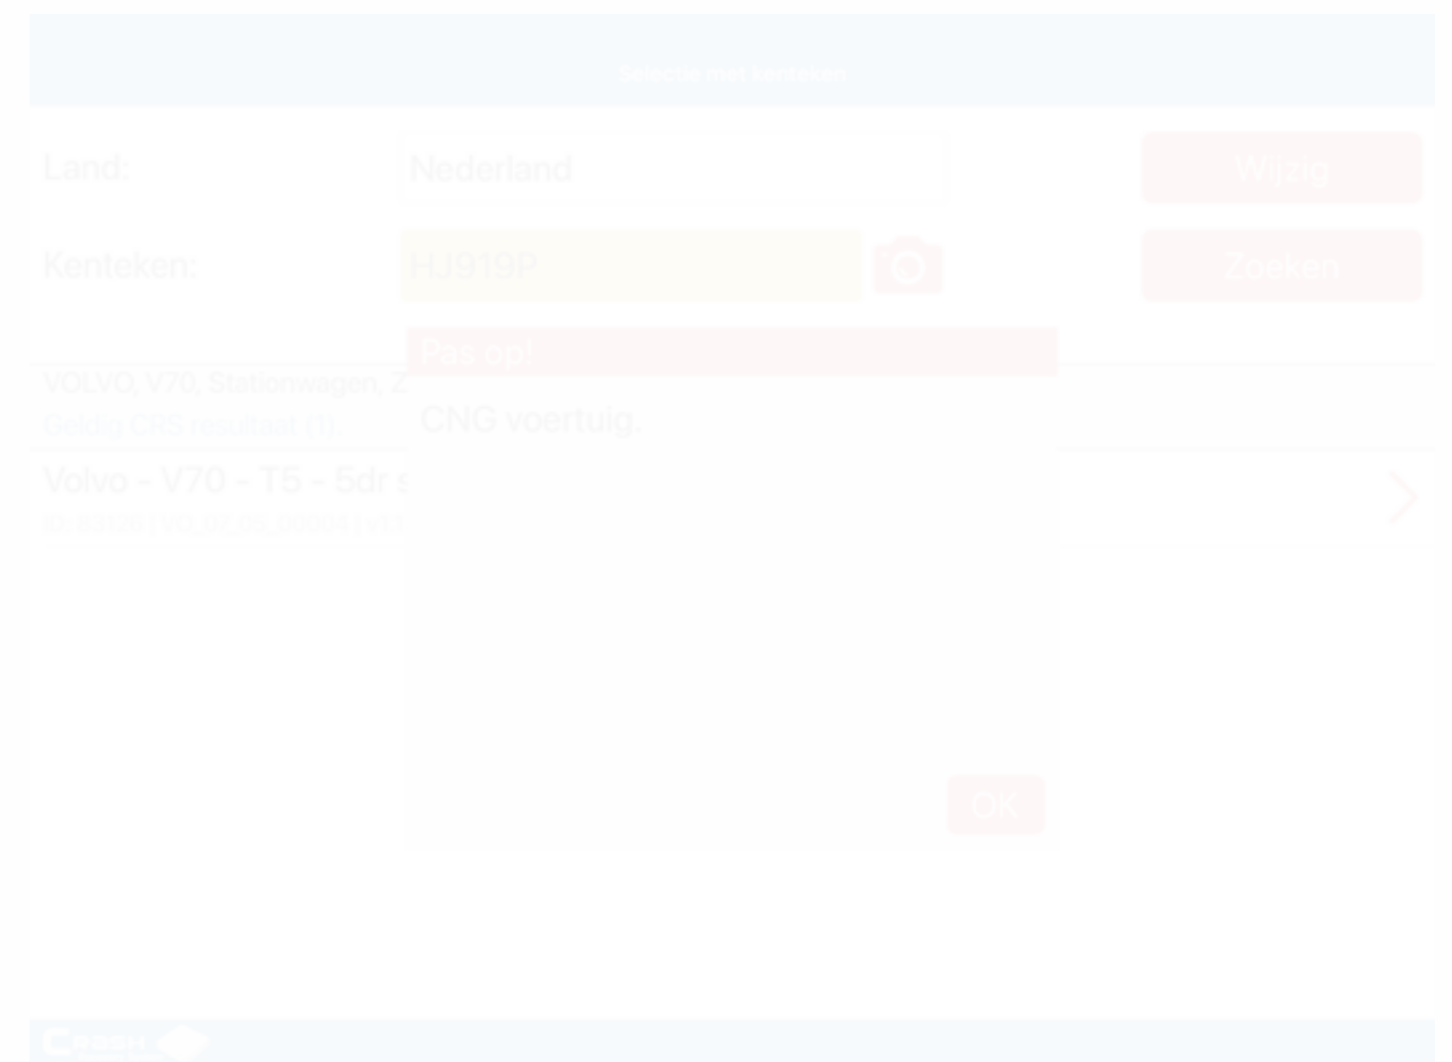 Selectie met kenteken
Land: Nederland Wijzig
Kenteken: HJ919P Zoeken
Pas op!
VOLVO, V70, Stationwagen, Z
Geldig CRS resultaat (1).
CNG voertuig.
Volvo - V70 - T5 - 5dr s
OK